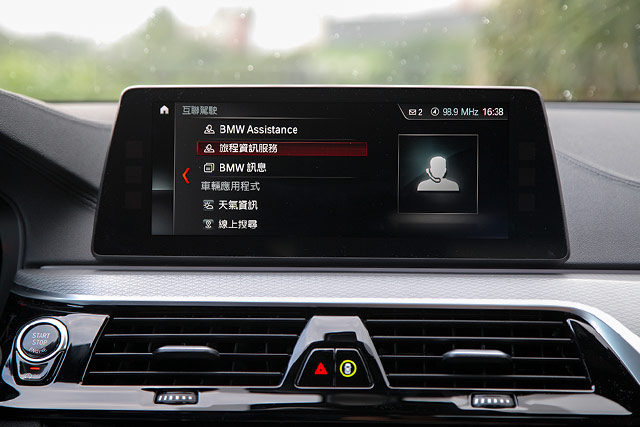 互聯駕駛
2 98.9 MHz 16:38
BMW Assistance
旅程資訊服務
BMW 訊息
車輛應用程式
天氣資訊
線上搜尋
START
STOP